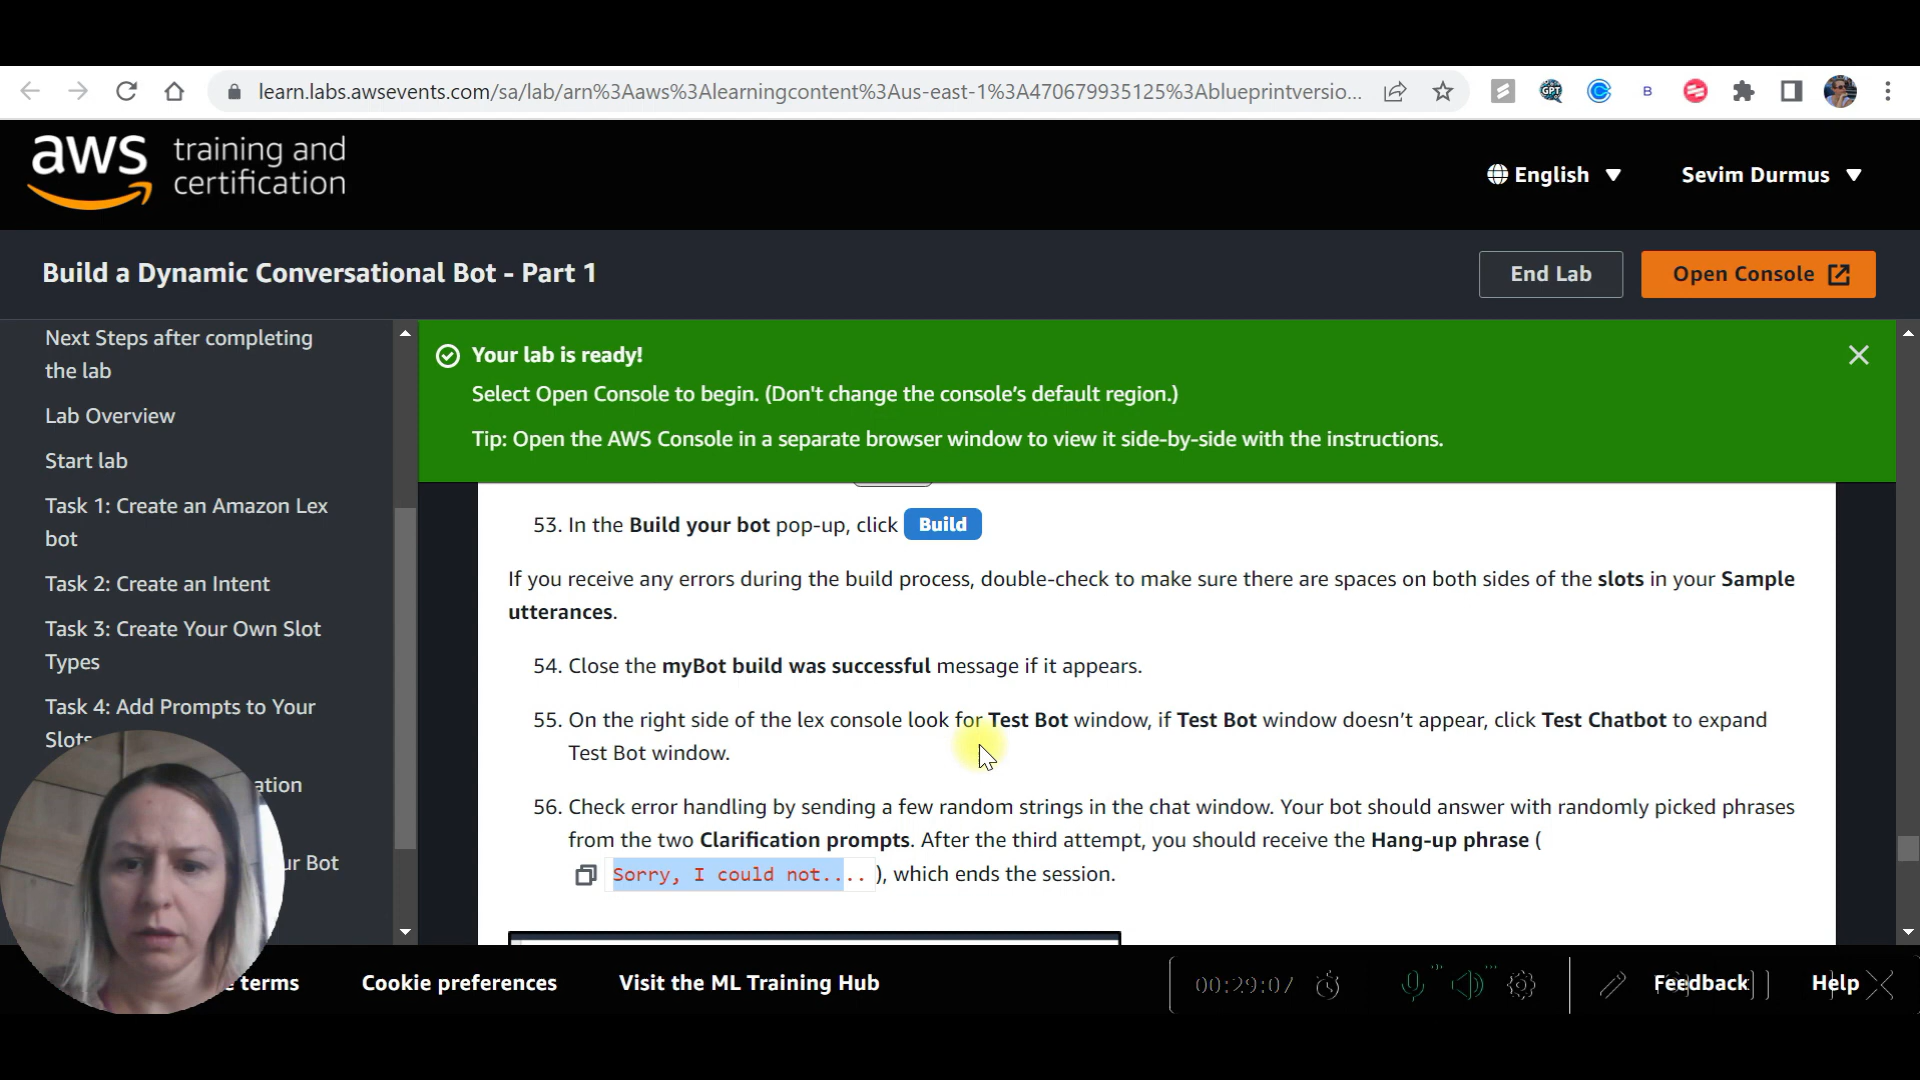 learn.labs.awsevents.com/sa/lab/arn%3Aaws%3Alearningcontent%3Aus-east-1%3A470679935125%3Ablueprintversio...
GPT
B
aws training and certification
English
Sevim Durmus
Build a Dynamic Conversational Bot - Part 1
End Lab
Open Console
Next Steps after completing
the lab
Lab Overview
Start lab
Task 1: Create an Amazon Lex
bot
Task 2: Create an Intent
Task 3: Create Your Own Slot
Types
Task 4: Add Prompts to Your
Slots
ation
ur Bot
Your lab is ready!
Select Open Console to begin. (Don't change the console’s default region.)
Tip: Open the AWS Console in a separate browser window to view it side-by-side with the instructions.
53. In the Build your bot pop-up, click Build
If you receive any errors during the build process, double-check to make sure there are spaces on both sides of the slots in your Sample
utterances.
54. Close the myBot build was successful message if it appears.
55. On the right side of the lex console look for Test Bot window, if Test Bot window doesn’t appear, click Test Chatbot to expand
Test Bot window.
56. Check error handling by sending a few random strings in the chat window. Your bot should answer with randomly picked phrases
from the two Clarification prompts. After the third attempt, you should receive the Hang-up phrase (
Sorry, I could not.... ), which ends the session.
e terms
Cookie preferences
Visit the ML Training Hub
00:29:07
Feedback
Help